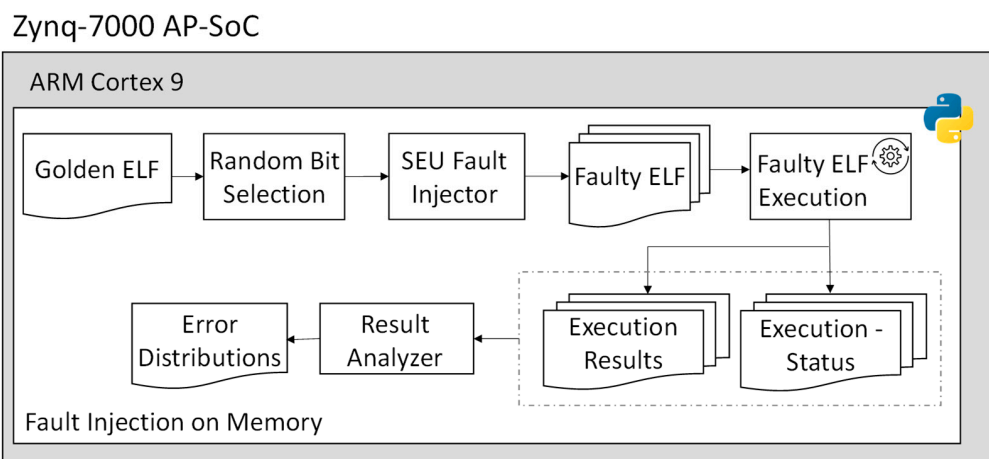 Zynq-7000 AP-SoC
ARM Cortex 9
Golden ELF
Random Bit
Selection
SEU Fault
Injector
Faulty ELF
Faulty ELF
Execution
Error
Distributions
Result
Analyzer
Execution
Results
Execution -
Status
Fault Injection on Memory